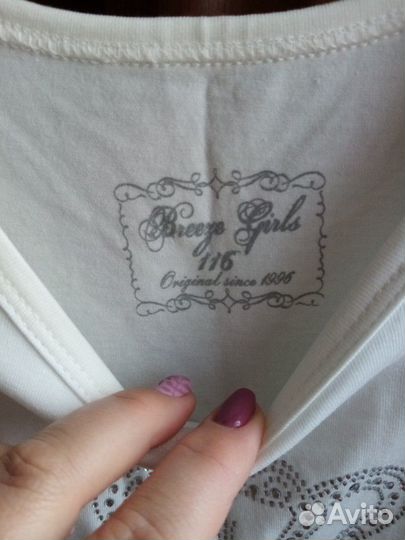 Breeze Girls
116
Original since 1996
Avito